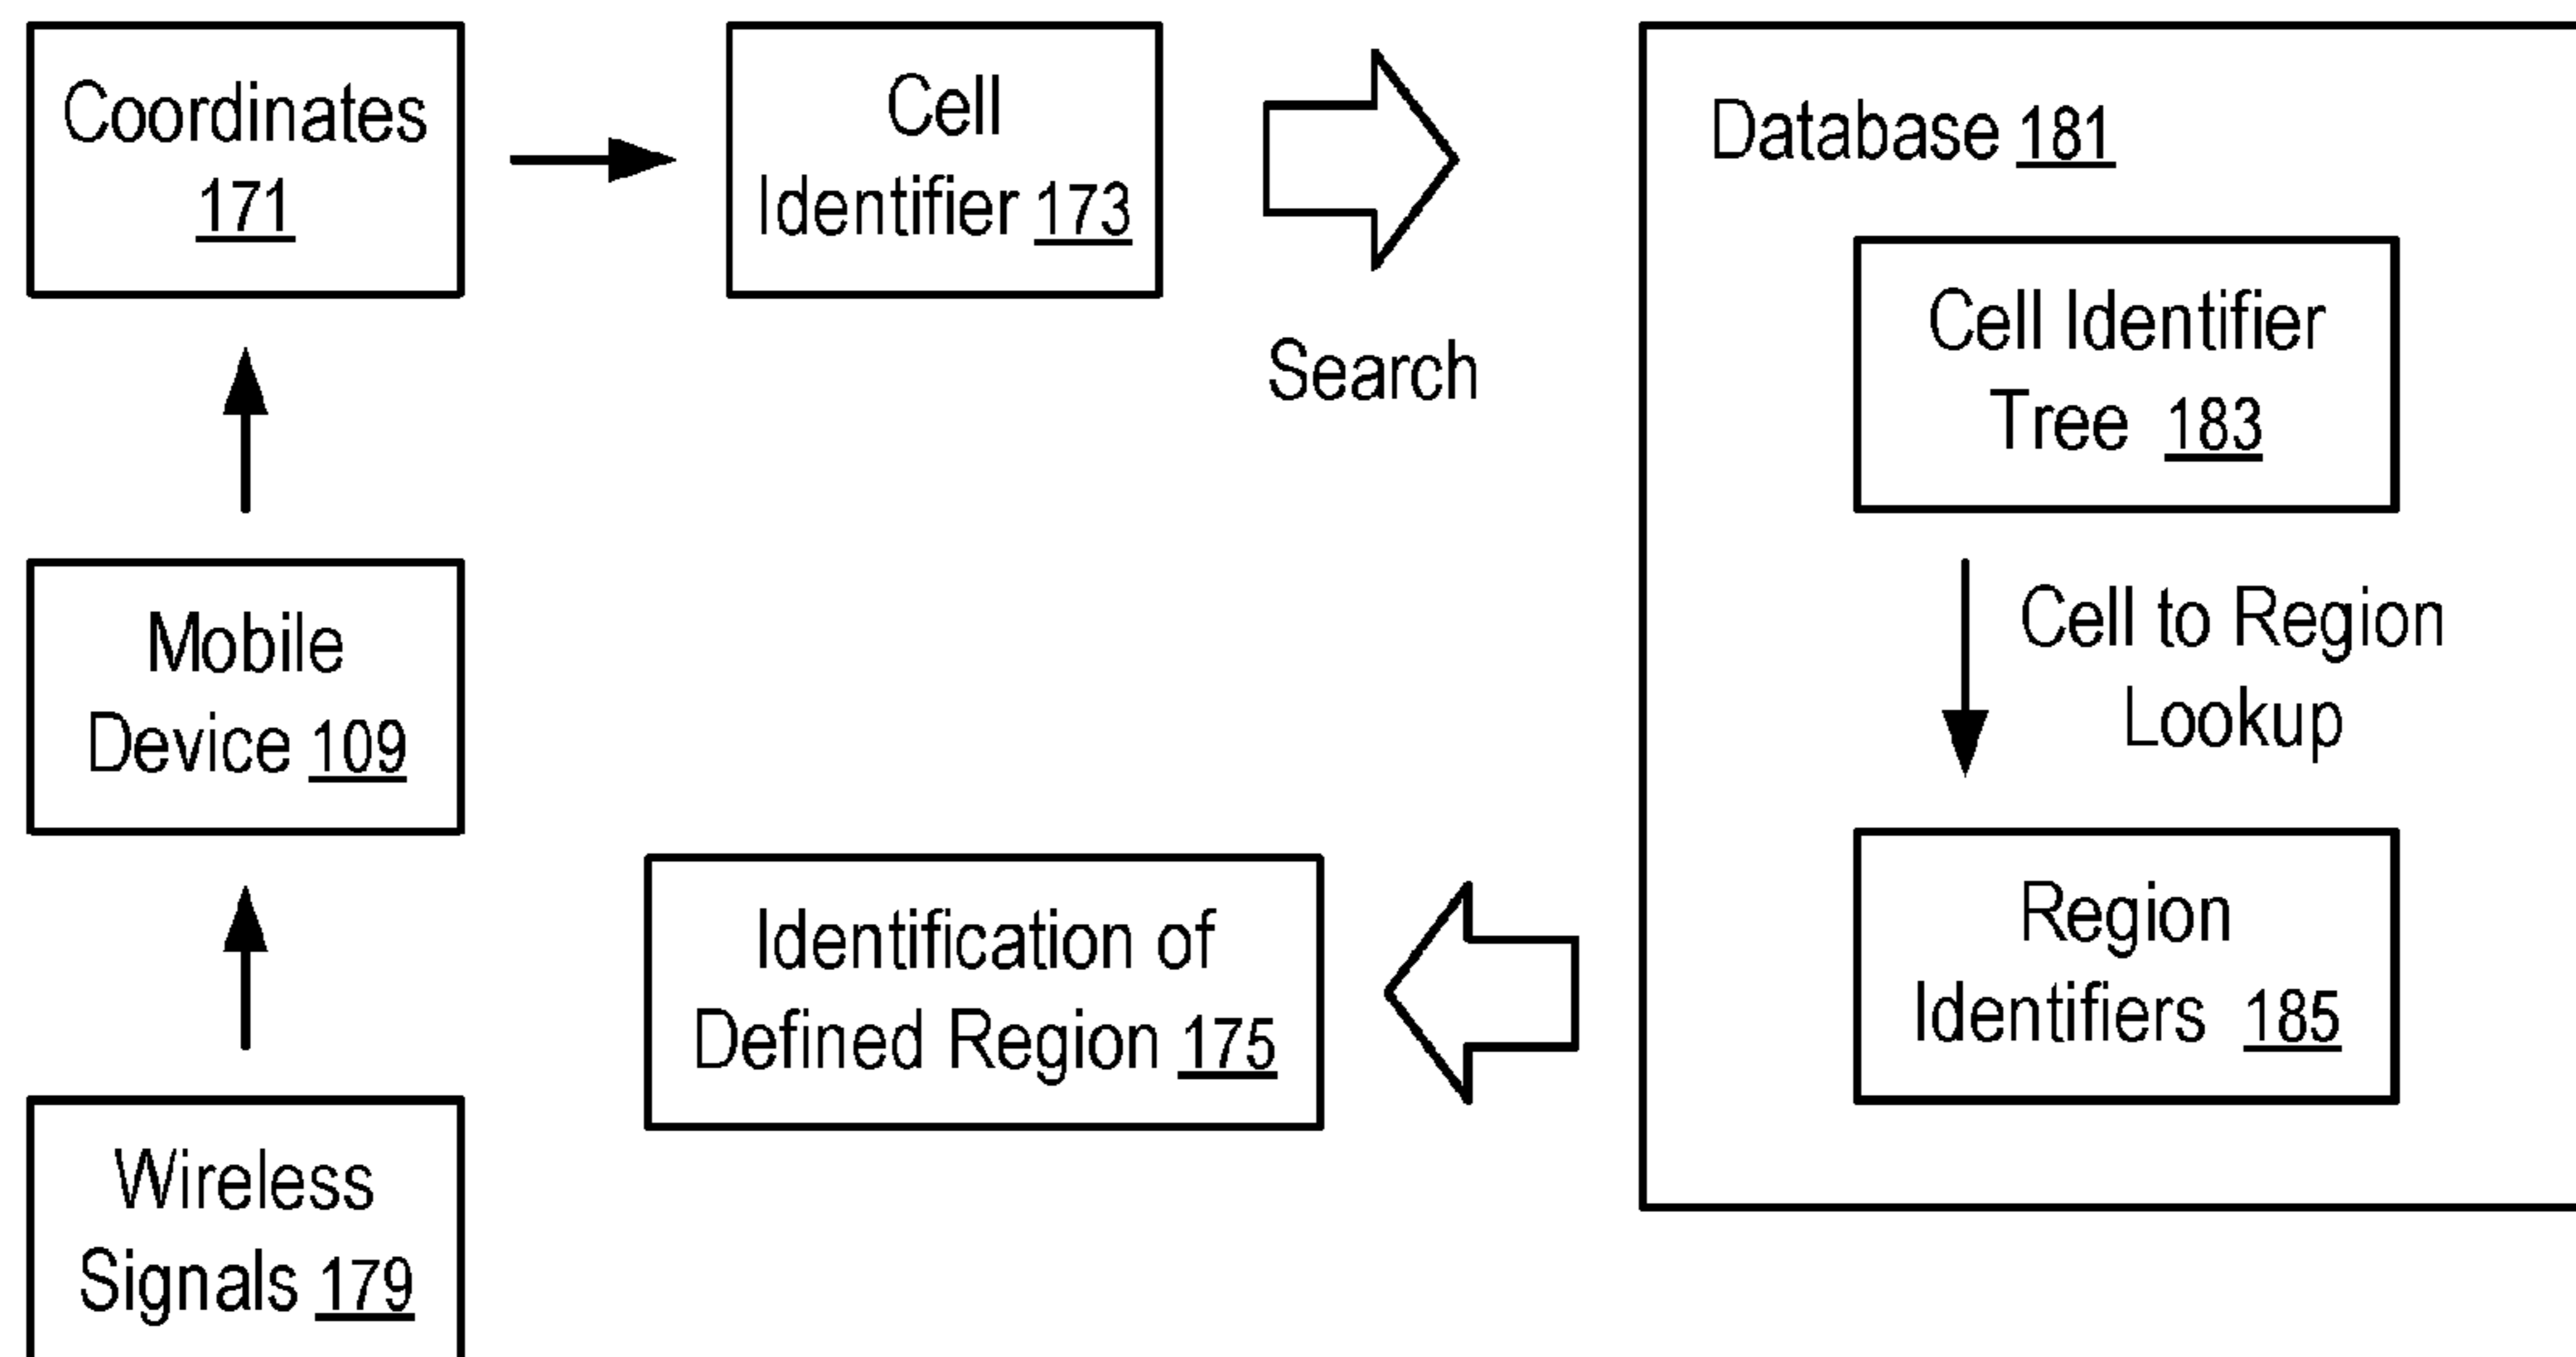 Coordinates
171
Cell
Identifier 173
Search
Database 181
Cell Identifier
Tree 183
Cell to Region
Lookup
Region
Identifiers 185
Mobile
Device 109
Identification of
Defined Region 175
Wireless
Signals 179